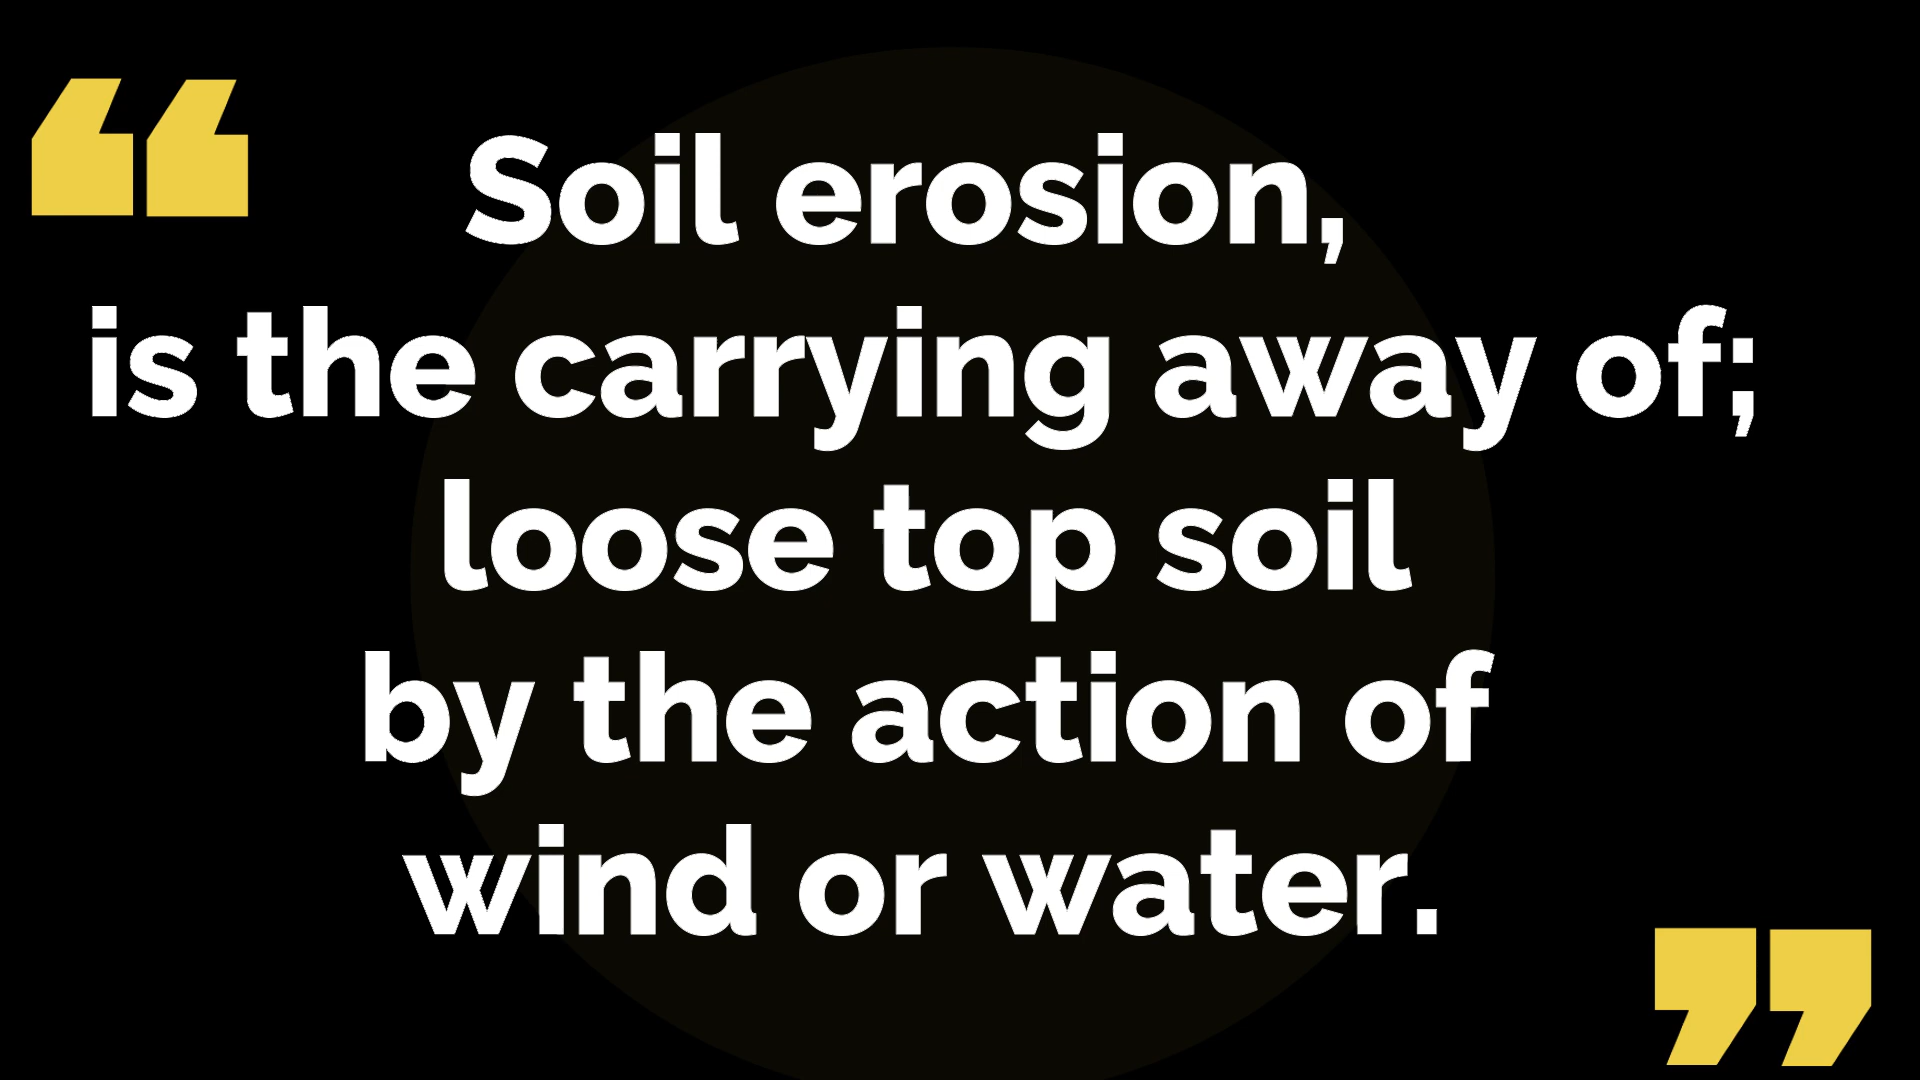 “
Soil erosion,
is the carrying away of;
loose top soil
by the action of
wind or water.
”